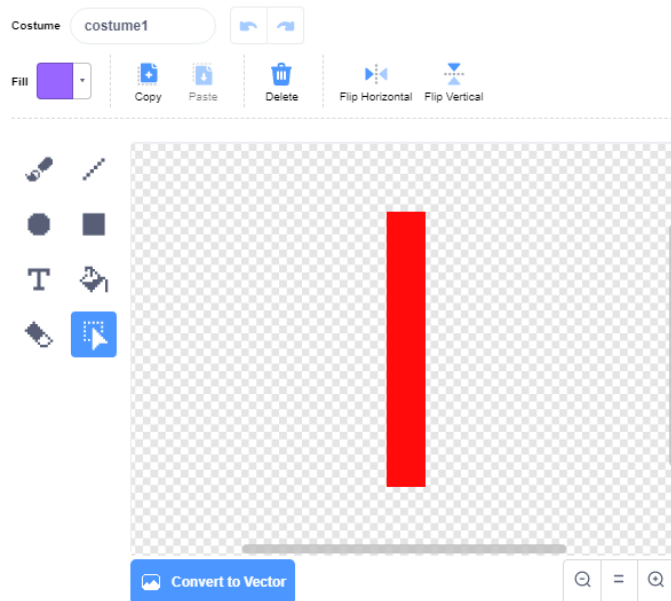 Costume costume1
Fill
Copy Paste Delete Flip Horizontal Flip Vertical
T
Convert to Vector